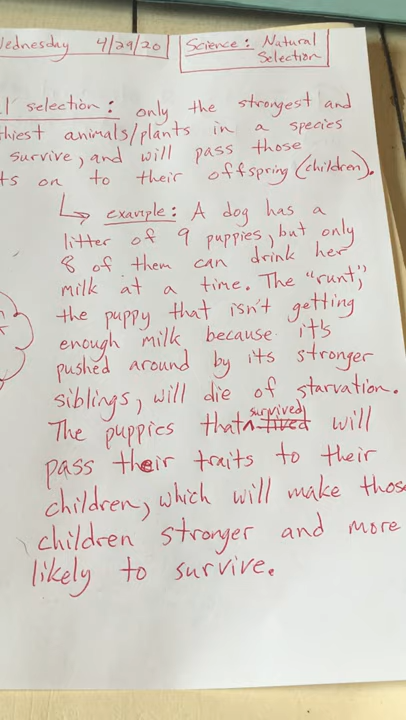 Wednesday 4/29/20
Science: Natural
Selection
selection: only the strongest and
animals/plants in a species
survive, and will pass those
on to their offspring (children).
example: A dog has a
litter of 9 puppies, but only
8 of them can drink her
milk at a time. The "runt",
the puppy that isn't getting
enough milk because it's
pushed around by its stronger
siblings, will die of starvation.
The puppies that survived will
pass their traits to their
children, which will make those
children stronger and more
likely to survive.